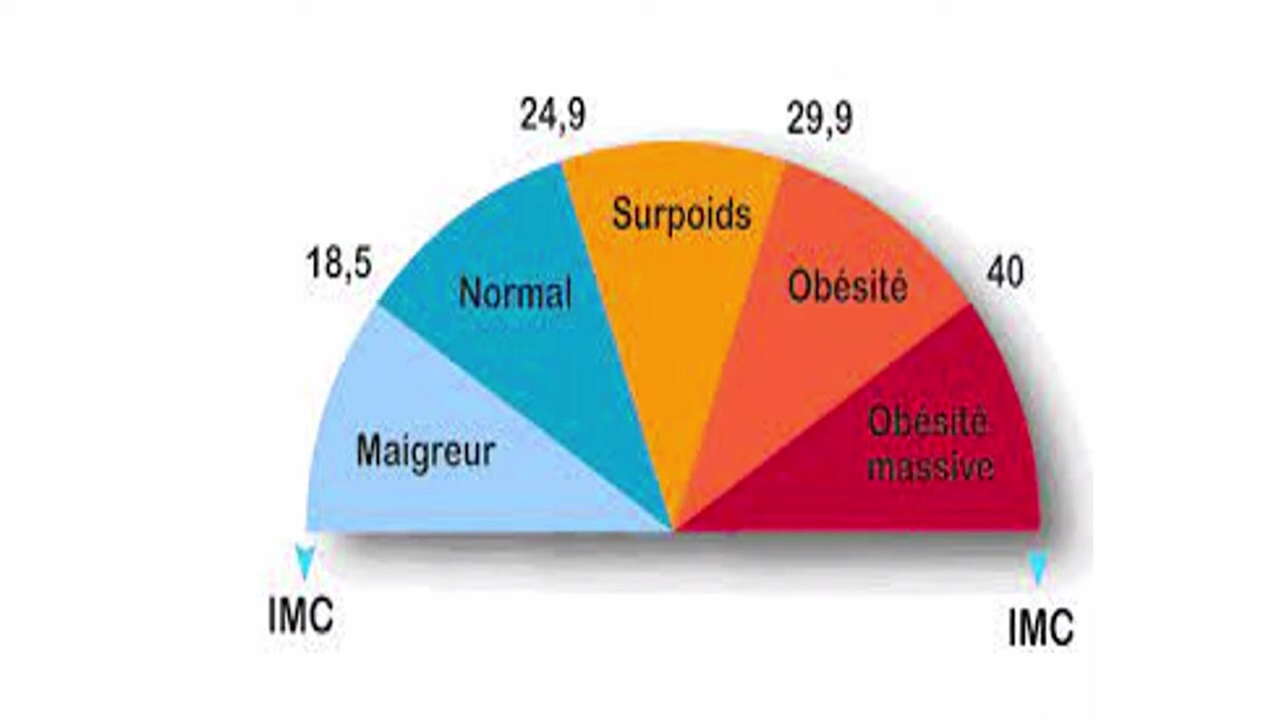 24,9
29,9
18,5
40
Surpoids
Normal
Obésité
Maigreur
Obésité
massive
IMC
IMC